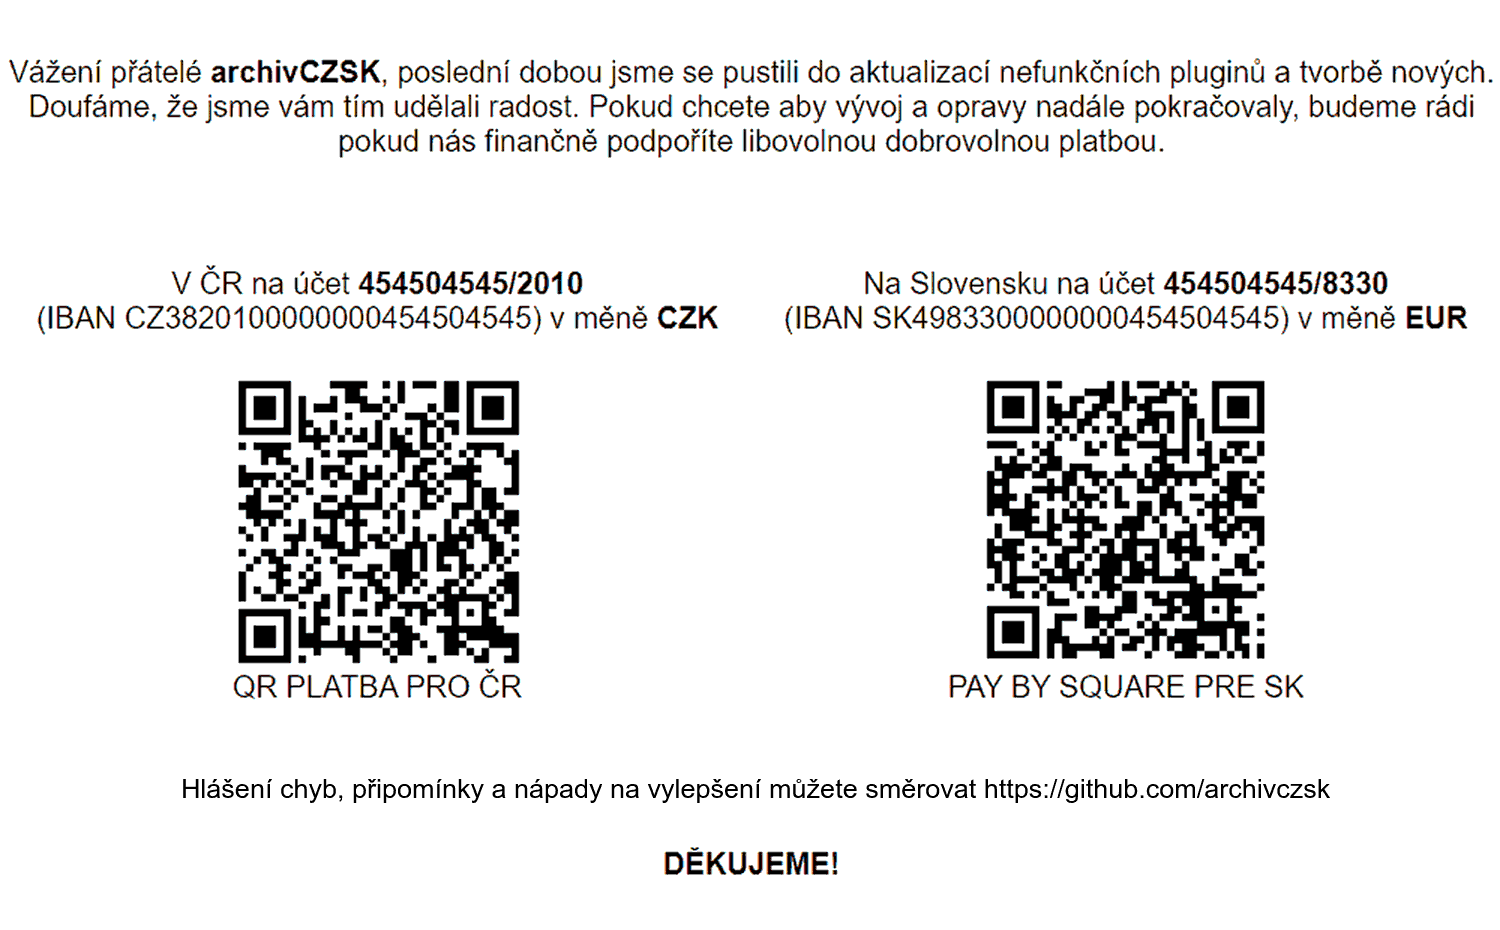 Vážení přátelé archivCZSK, poslední dobou jsme se pustili do aktualizací nefunkčních pluginů a tvorbě nových.
Doufáme, že jsme vám tím udělali radost. Pokud chcete aby vývoj a opravy nadále pokračovaly, budeme rádi
pokud nás finančně podpoříte libovolnou dobrovolnou platbou.
V ČR na účet 454504545/2010
(IBAN CZ3820100000000454504545) v měně CZK
QR PLATBA PRO ČR
Na Slovensku na účet 454504545/8330
(IBAN SK4983300000000454504545) v měně EUR
PAY BY SQUARE PRE SK
Hlášení chyb, připomínky a nápady na vylepšení můžete směrovat https://github.com/archivczsk
DĚKUJEME!